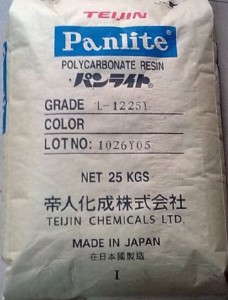 TEIJIN
Panlite®
POLYCARBONATE RESIN
パンライト®
GRADE L-1225Y
COLOR
LOT NO: 1026Y05
NET 25 KGS
帝人化成株式会社
TEIJIN CHEMICALS LTD.
MADE IN JAPAN
在日本國製造
I